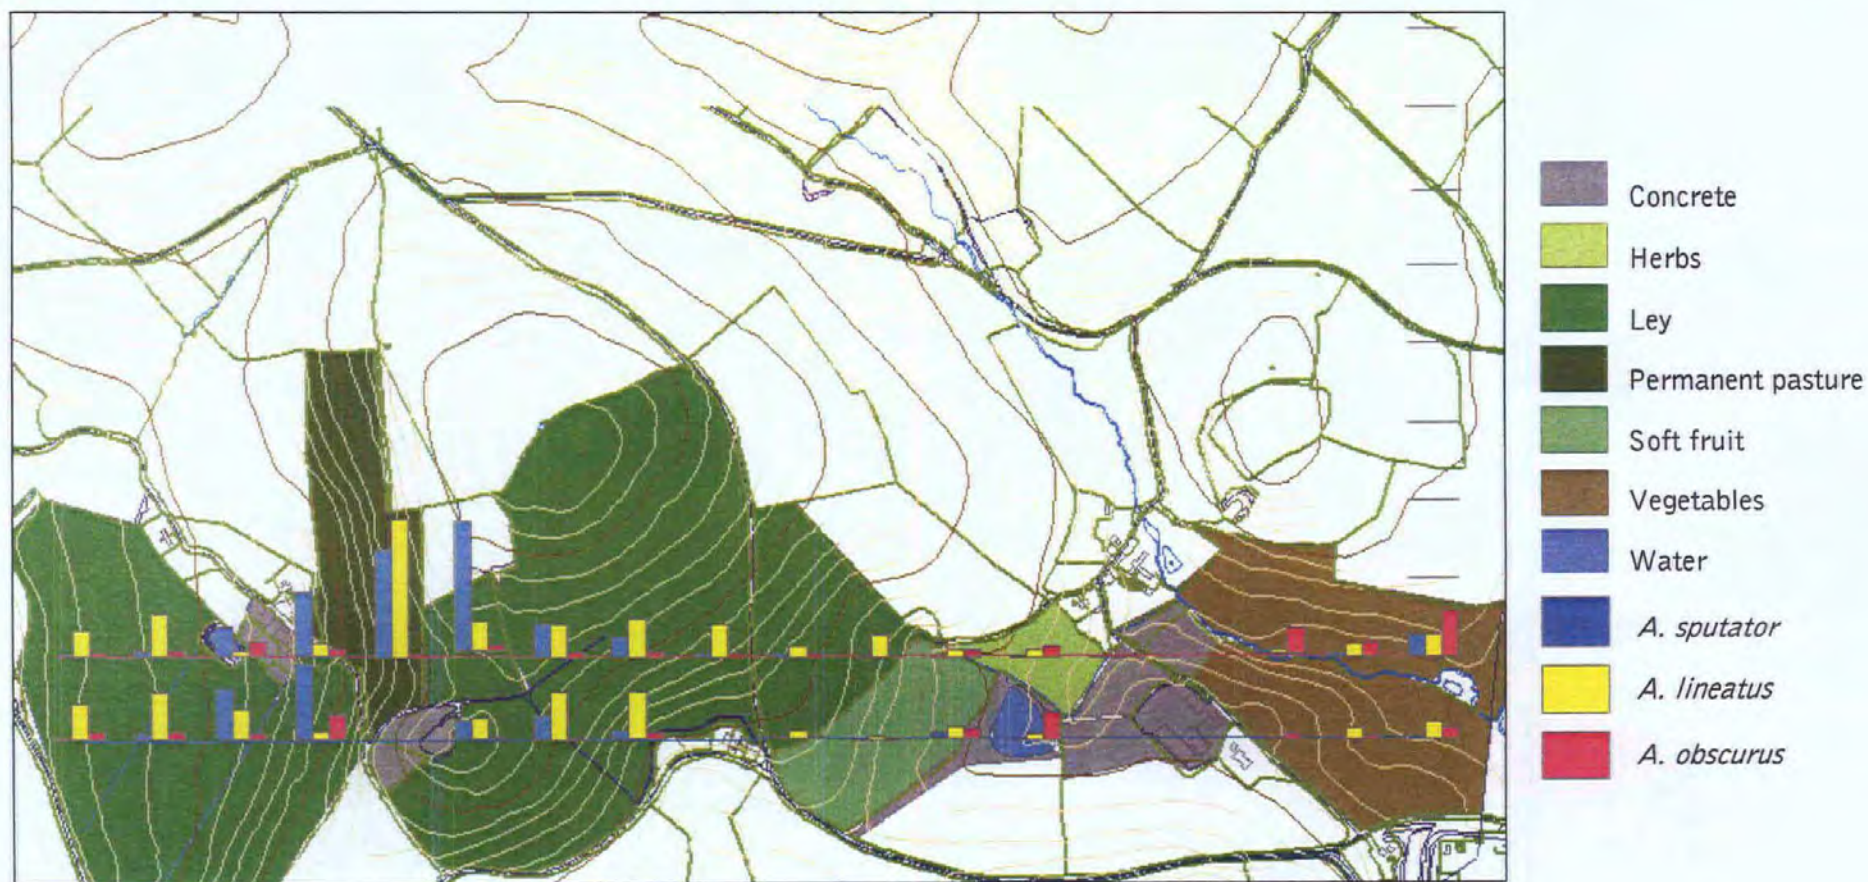 Concrete
Herbs
Ley
Permanent pasture
Soft fruit
Vegetables
Water
A. sputator
A. lineatus
A. obscurus